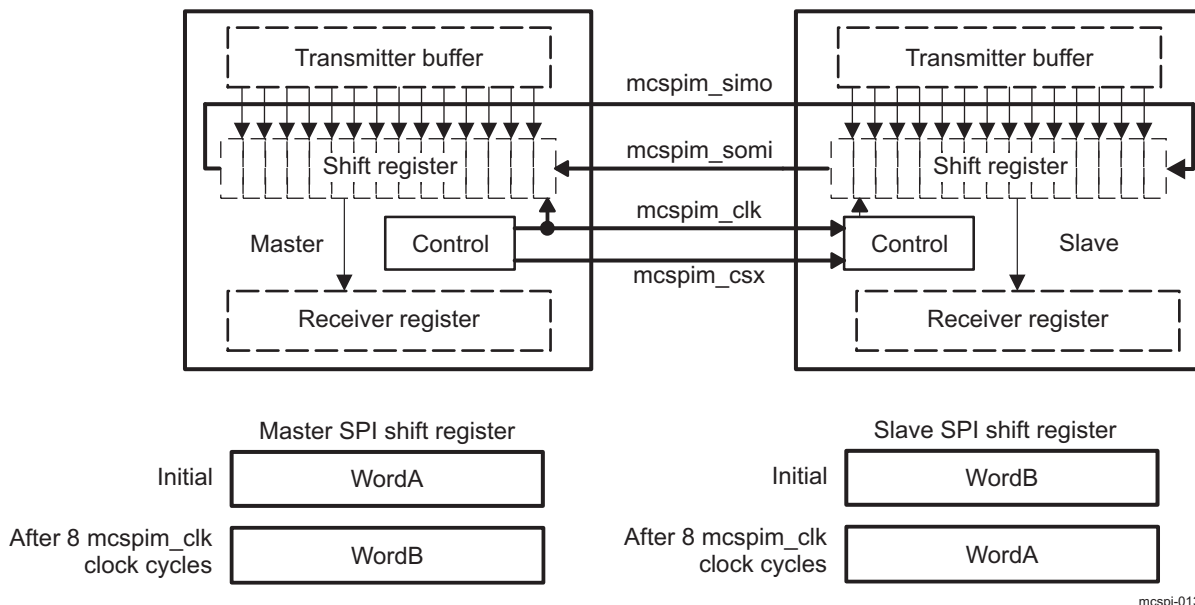 Transmitter buffer
Transmitter buffer
mcspim_simo
Shift register
mcspim_somi
Shift register
mcspim_clk
Master
Control
Control
Slave
mcspim_csx
Receiver register
Receiver register
Master SPI shift register
Slave SPI shift register
Initial
WordA
Initial
WordB
After 8 mcspim_clk
clock cycles
WordB
After 8 mcspim_clk
clock cycles
WordA